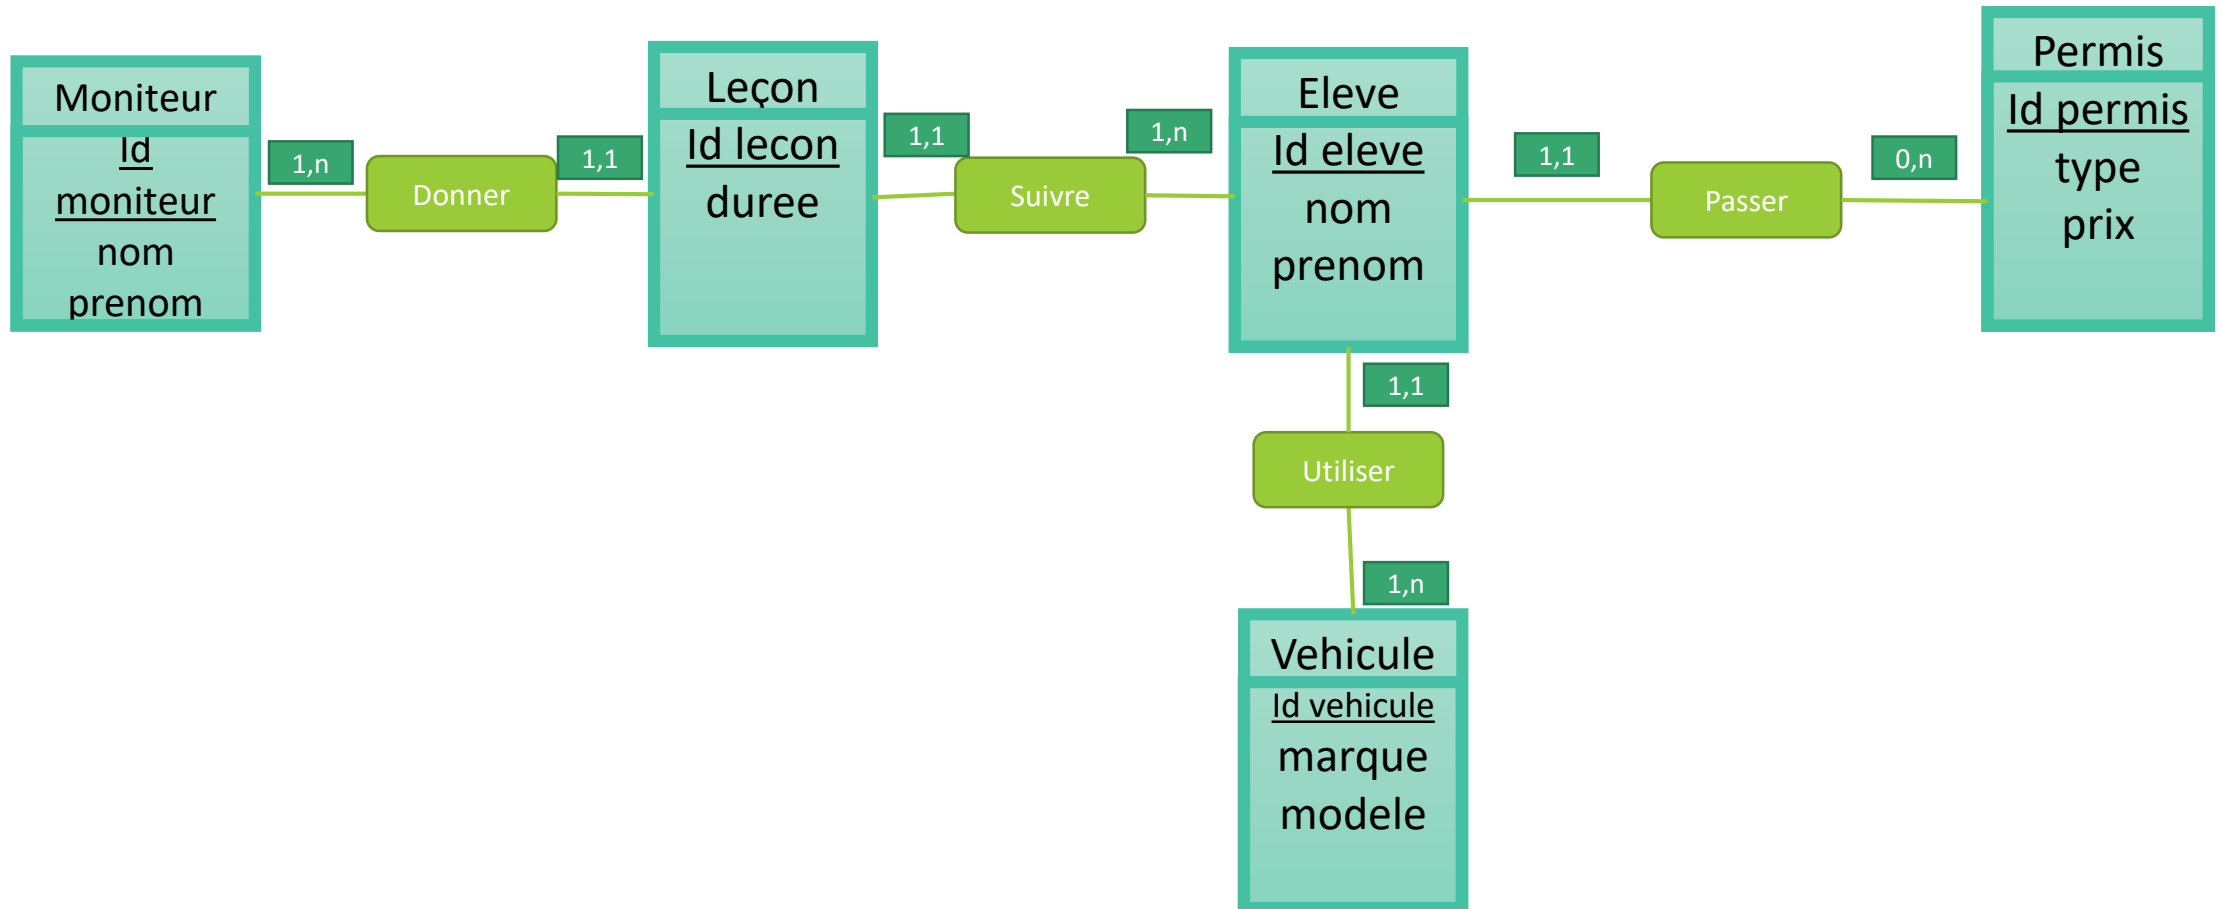 Moniteur
Id
moniteur
nom
prenom
1,n
Donner
1,1
Leçon
Id lecon
duree
1,1
Suivre
1,n
Eleve
Id eleve
nom
prenom
1,1
Passer
0,n
Permis
Id permis
type
prix
1,1
Utiliser
1,n
Vehicule
Id vehicule
marque
modele